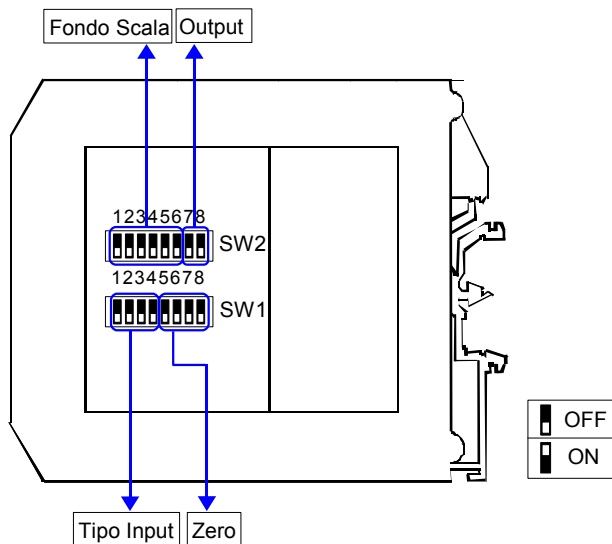 Fondo Scala Output
12345678
SW2
12345678
SW1
OFF
ON
Tipo Input Zero